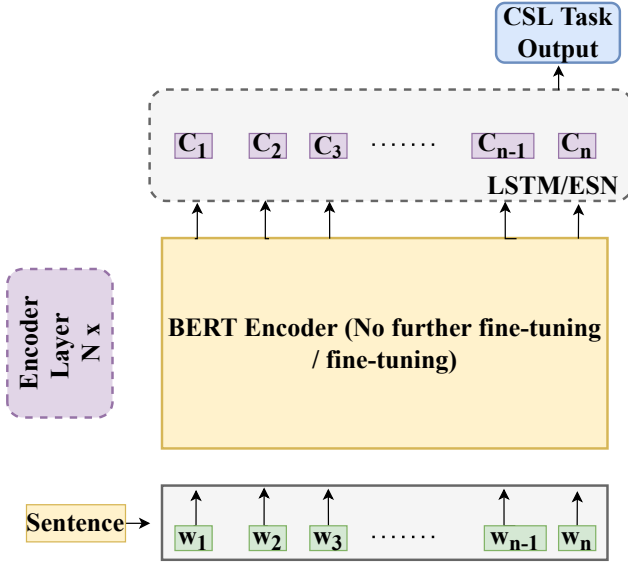 CSL Task
Output
C1 C2 C3 ....... Cn-1 Cn
LSTM/ESN
Encoder
Layer
N x
BERT Encoder (No further fine-tuning
/ fine-tuning)
Sentence
w1 w2 w3 ....... wn-1 wn